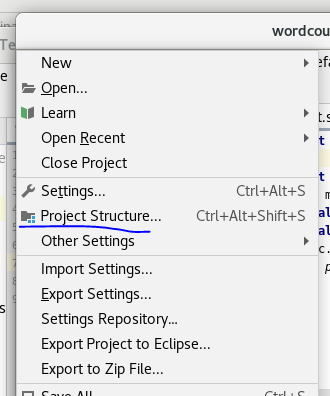 wordcou
New
Open...
Learn
Open Recent
Close Project
Settings... Ctrl+Alt+S
Project Structure... Ctrl+Alt+Shift+S
Other Settings
Import Settings...
Export Settings...
Settings Repository...
Export Project to Eclipse...
Export to Zip File...
Save All Ctrl+S